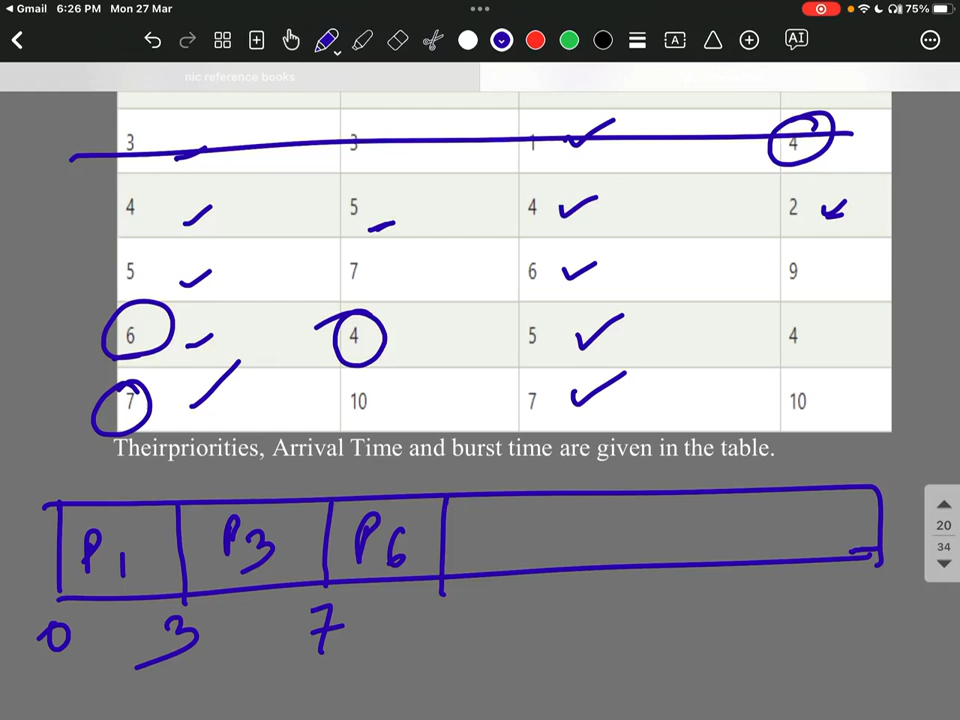 Gmail 6:26 PM Mon 27 Mar 75%
AI
nic reference books
3 3 1 4
4 5 4 2
5 7 6 9
6 4 5 4
7 10 7 10
Theirpriorities, Arrival Time and burst time are given in the table.
P1 P3 P6
0 3 7
20
34